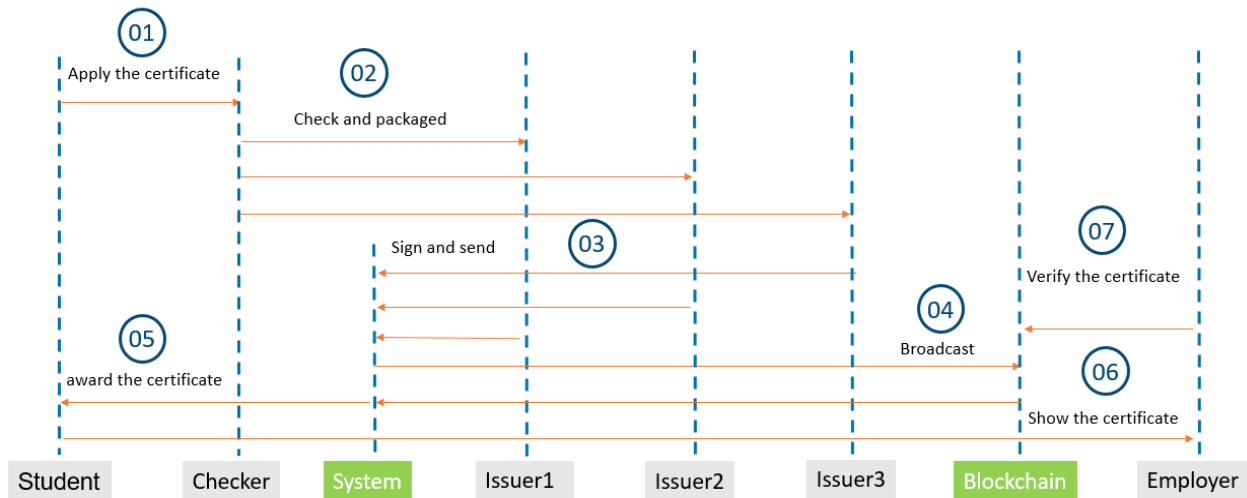 01
Apply the certificate
02
Check and packaged
03
Sign and send
07
Verify the certificate
04
Broadcast
05
award the certificate
06
Show the certificate
Student
Checker
System
Issuer1
Issuer2
Issuer3
Blockchain
Employer